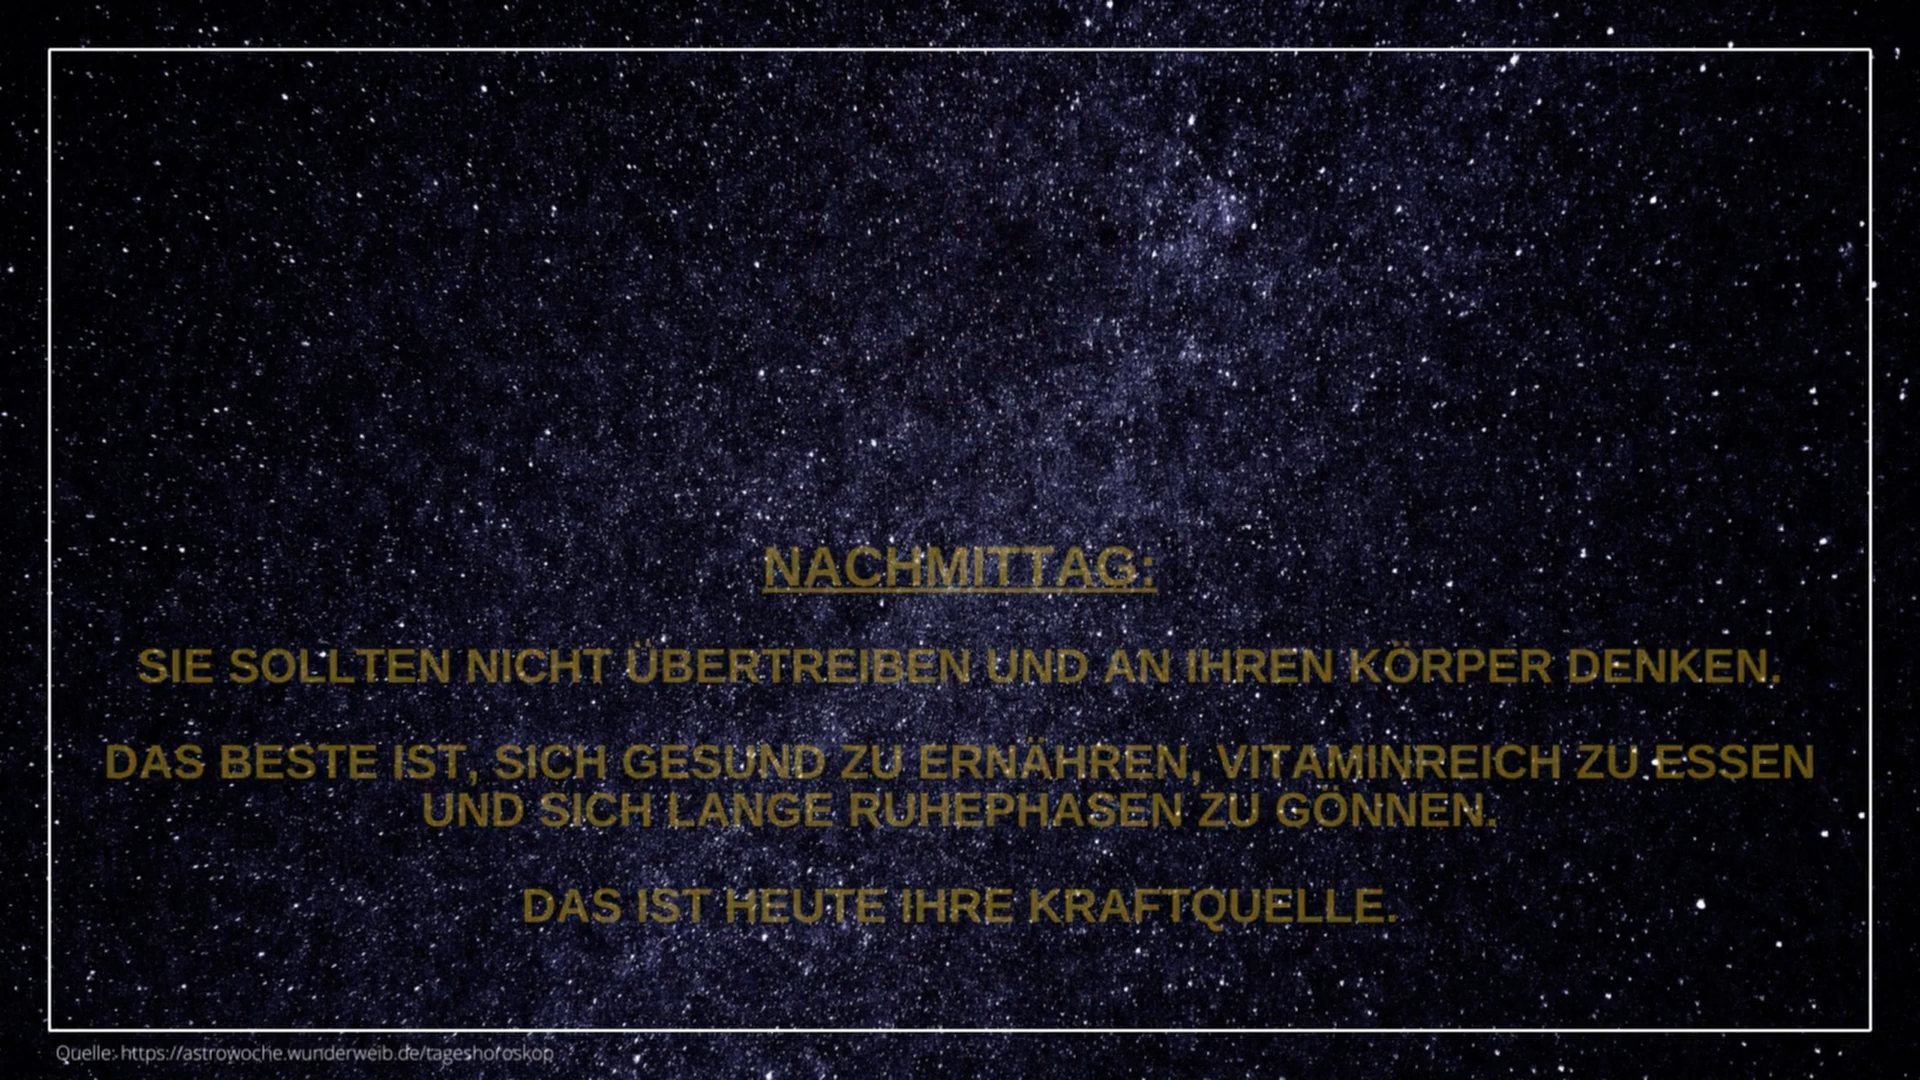 NACHMITTAG:
SIE SOLLTEN NICHT ÜBERTREIBEN UND AN IHREN KÖRPER DENKEN.
DAS BESTE IST, SICH GESUND ZU ERNÄHREN, VITAMINREICH ZU ESSEN
UND SICH LANGE RUHEPHASEN ZU GÖNNEN.
DAS IST HEUTE IHRE KRAFTQUELLE.
Quelle: https://astrowoche.wunderweib.de/tageshoroskop